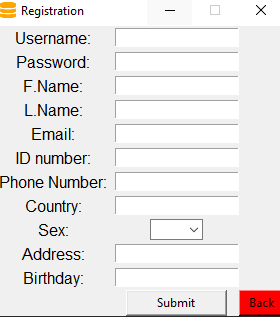 Registration
Username:
Password:
F.Name:
L.Name:
Email:
ID number:
Phone Number:
Country:
Sex:
Address:
Birthday:
Submit Back